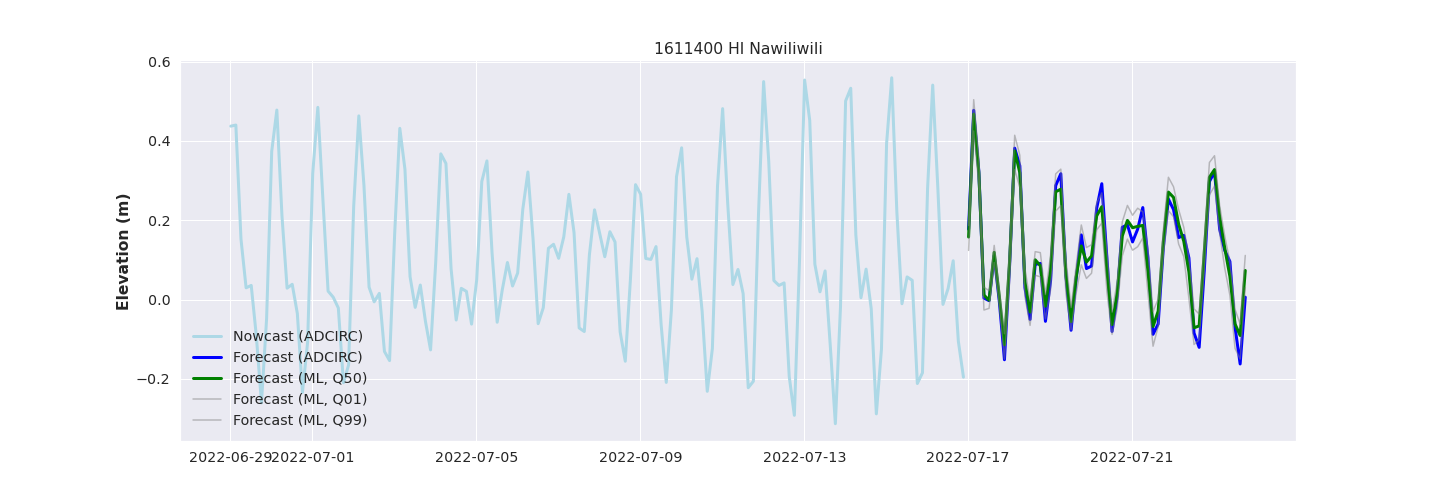 1611400 HI Nawiliwili
Elevation (m)
0.6
0.4
0.2
0.0
−0.2
Nowcast (ADCIRC)
Forecast (ADCIRC)
Forecast (ML, Q50)
Forecast (ML, Q01)
Forecast (ML, Q99)
2022-06-29 2022-07-01 2022-07-05 2022-07-09 2022-07-13 2022-07-17 2022-07-21